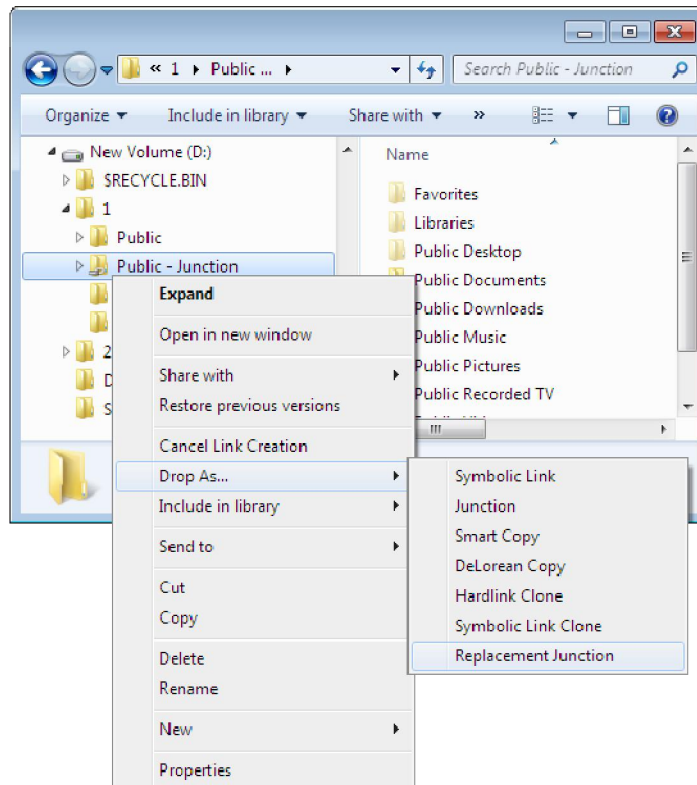 « 1 Public ...
Search Public - Junction
Organize Include in library Share with »
New Volume (D:)
$RECYCLE.BIN
1
Public
Public - Junction
2
D
S
Name
Favorites
Libraries
Public Desktop
Public Documents
Public Downloads
Public Music
Public Pictures
Public Recorded TV
Expand
Open in new window
Share with
Restore previous versions
Cancel Link Creation
Drop As...
Include in library
Send to
Cut
Copy
Delete
Rename
New
Properties
Symbolic Link
Junction
Smart Copy
DeLorean Copy
Hardlink Clone
Symbolic Link Clone
Replacement Junction